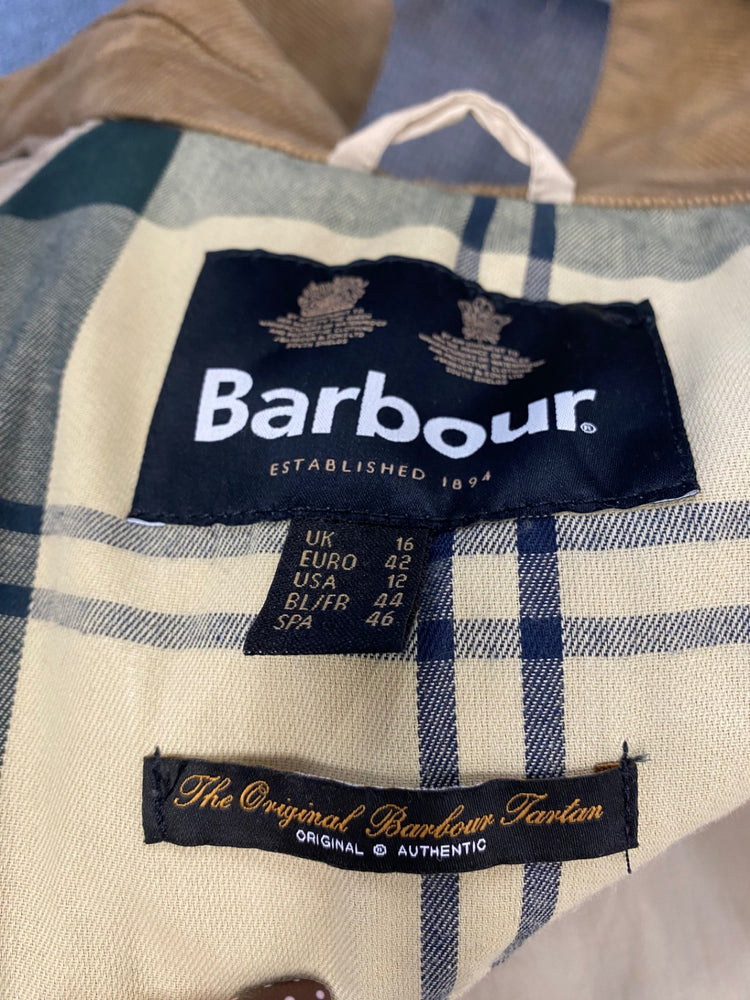 Barbour®
ESTABLISHED 1894
UK 16
EURO 42
USA 12
BL/FR 44
SPA 46
The Original Barbour Tartan
ORIGINAL ® AUTHENTIC